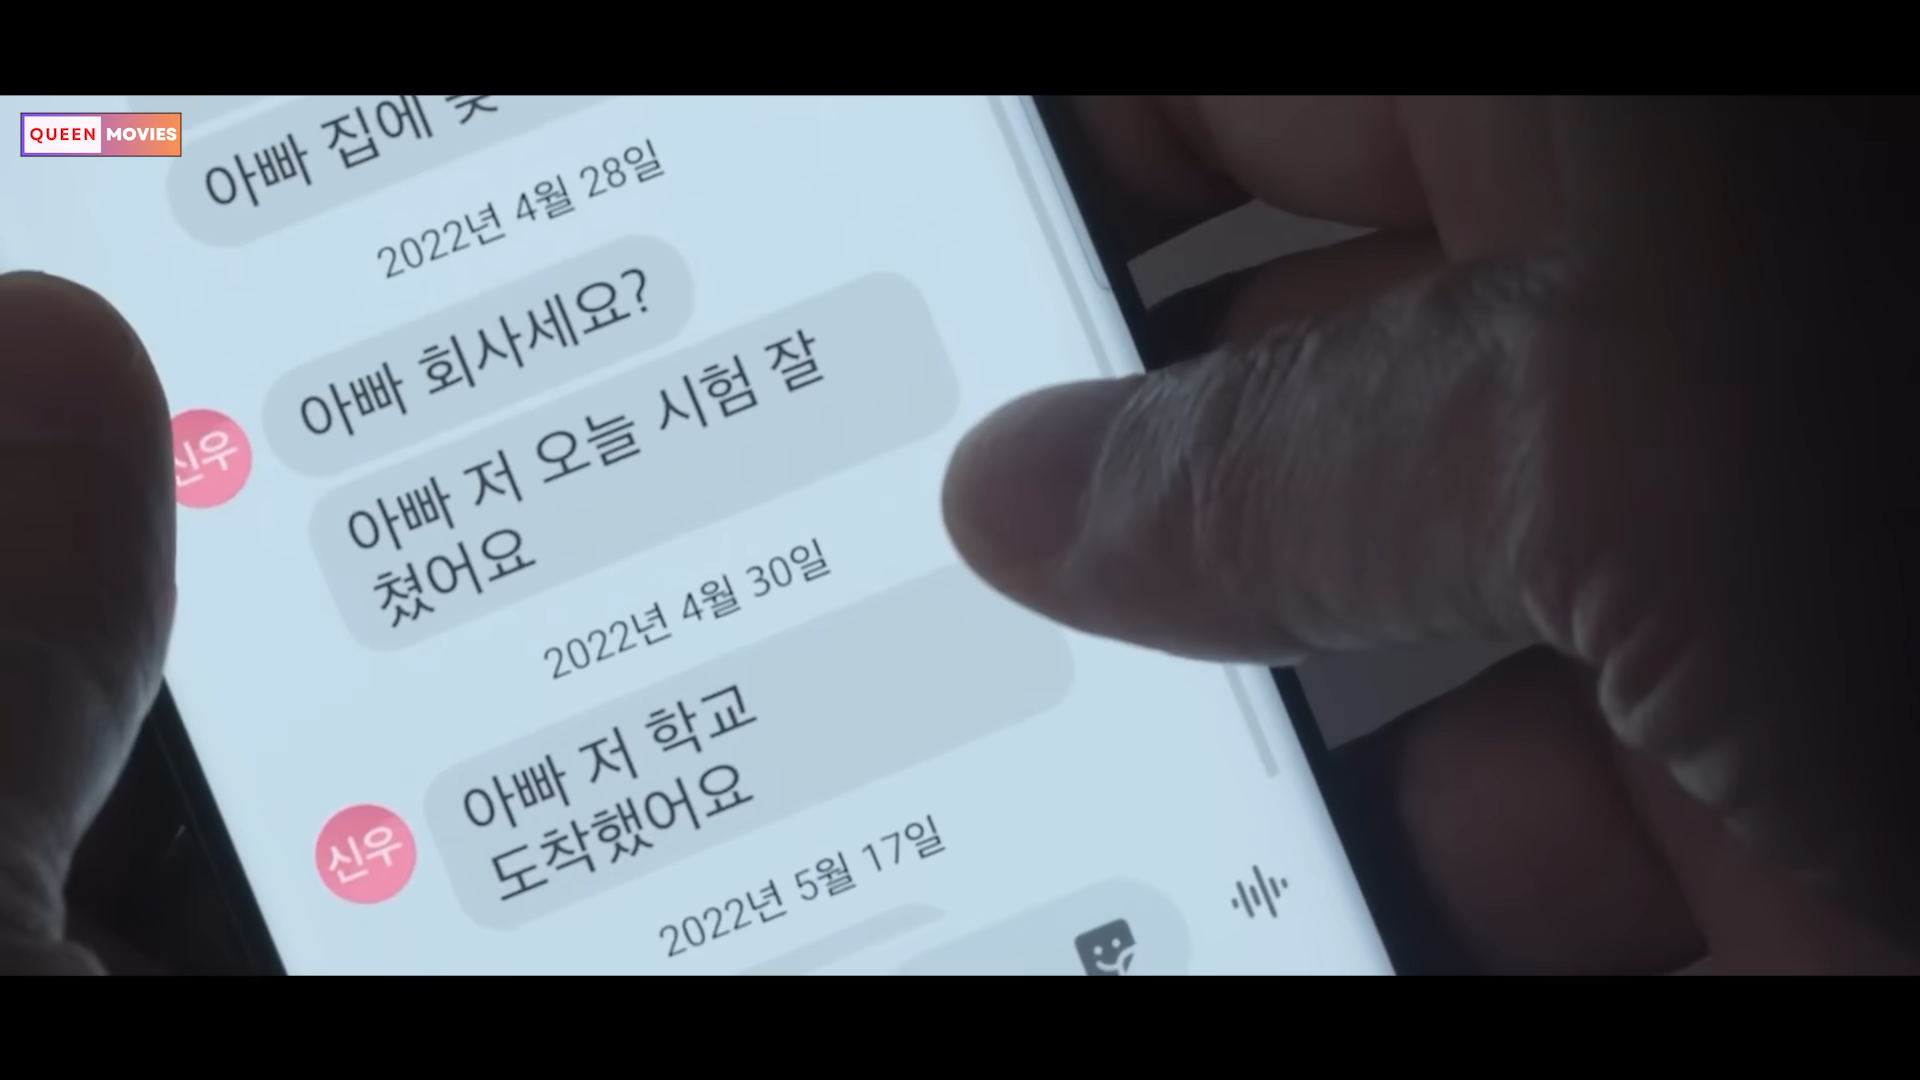 QUEEN MOVIES
아빠 집에
2022년 4월 28일
아빠 회사세요?
신우
아빠 저 오늘 시험 잘
쳤어요
2022년 4월 30일
아빠 저 학교
도착했어요
신우
2022년 5월 17일